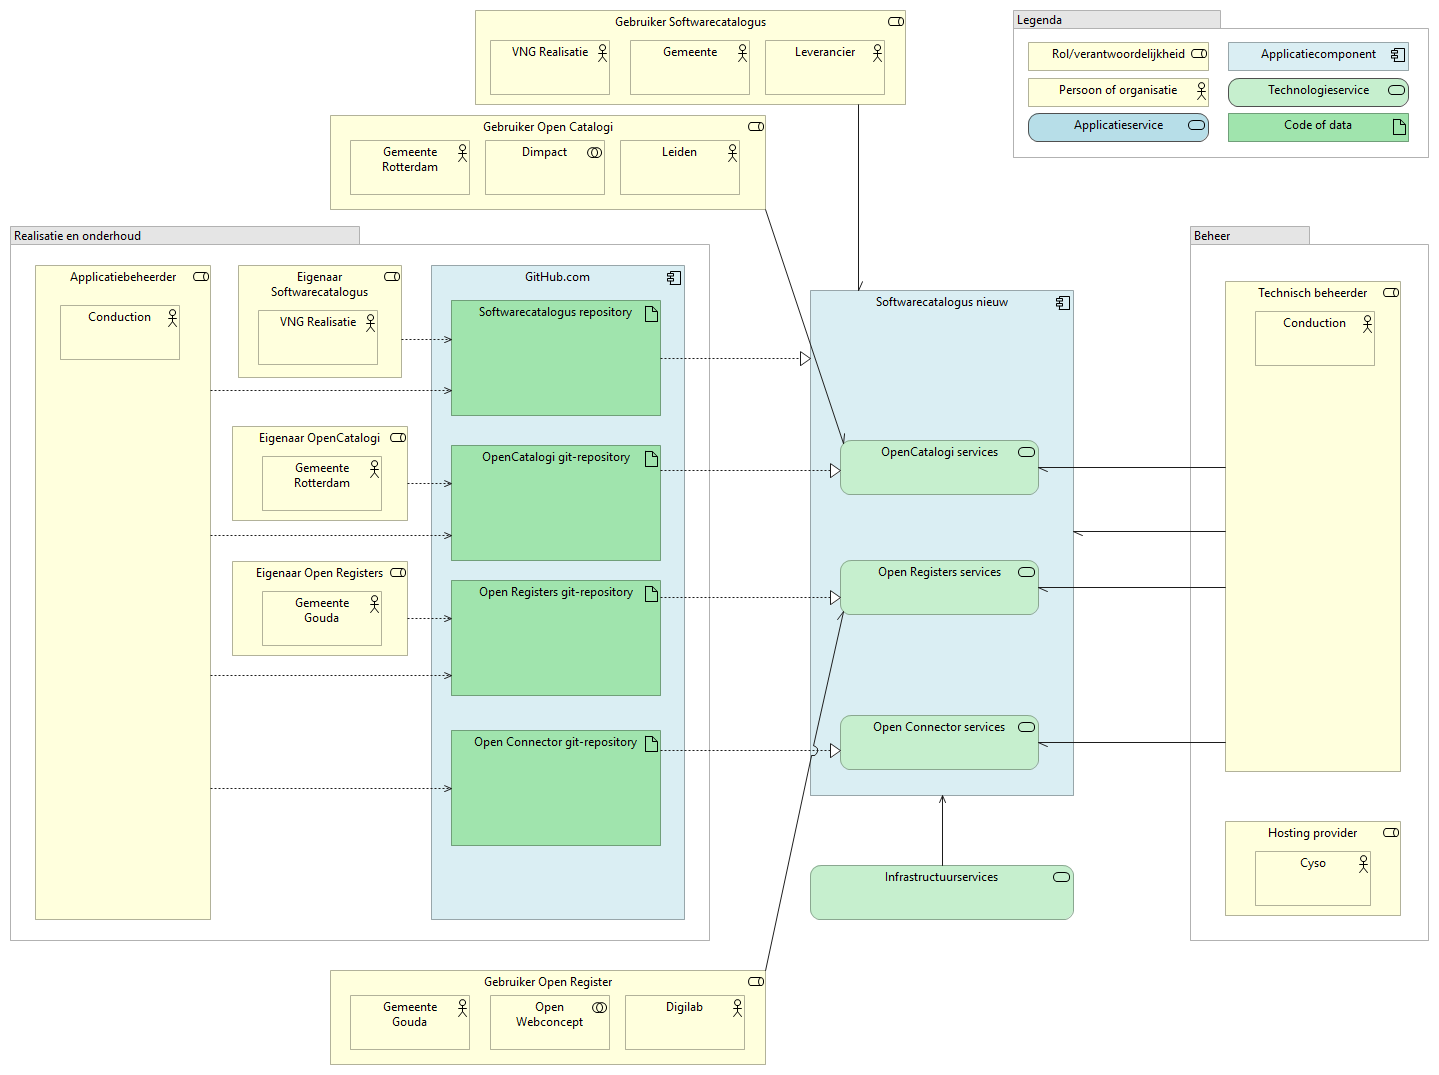 Gebruiker Softwarecatalogus
VNG Realisatie
Gemeente
Leverancier
Legenda
Rol/verantwoordelijkheid
Applicatiecomponent
Persoon of organisatie
Technologieservice
Applicatieservice
Code of data
Gebruiker Open Catalogi
Gemeente
Rotterdam
Dimpact
Leiden
Realisatie en onderhoud
Applicatiebeheerder
Conduction
Eigenaar
Softwarecatalogus
VNG Realisatie
Eigenaar OpenCatalogi
Gemeente
Rotterdam
Eigenaar Open Registers
Gemeente
Gouda
GitHub.com
Softwarecatalogus repository
OpenCatalogi git-repository
Open Registers git-repository
Open Connector git-repository
Softwarecatalogus nieuw
OpenCatalogi services
Open Registers services
Open Connector services
Infrastructuurservices
Beheer
Technisch beheerder
Conduction
Hosting provider
Cyso
Gebruiker Open Register
Gemeente
Gouda
Open
Webconcept
Digilab